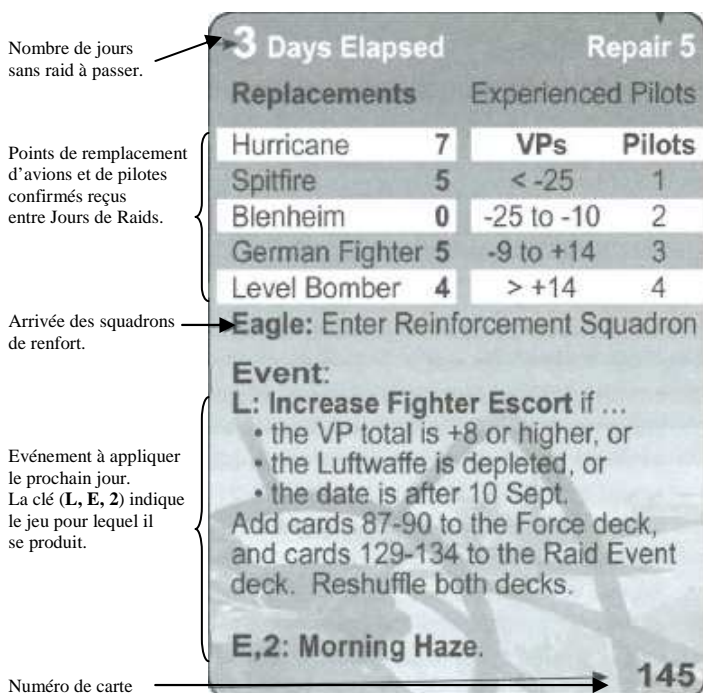 Nombre de jours
sans raid à passer.
Points de remplacement
d'avions et de pilotes
confirmés reçus
entre Jours de Raids.
Arrivée des squadrons
de renfort.
Evénement à appliquer
le prochain jour.
La clé (L, E, 2) indique
le jeu pour lequel il
se produit.
Numéro de carte
3 Days Elapsed Repair 5
Replacements Experienced Pilots
Hurricane 7 VPs Pilots
Spitfire 5 < -25 1
Blenheim 0 -25 to -10 2
German Fighter 5 -9 to +14 3
Level Bomber 4 > +14 4
Eagle: Enter Reinforcement Squadron
Event:
L: Increase Fighter Escort if ...
• the VP total is +8 or higher, or
• the Luftwaffe is depleted, or
• the date is after 10 Sept.
Add cards 87-90 to the Force deck,
and cards 129-134 to the Raid Event
deck. Reshuffle both decks.
E,2: Morning Haze.
145